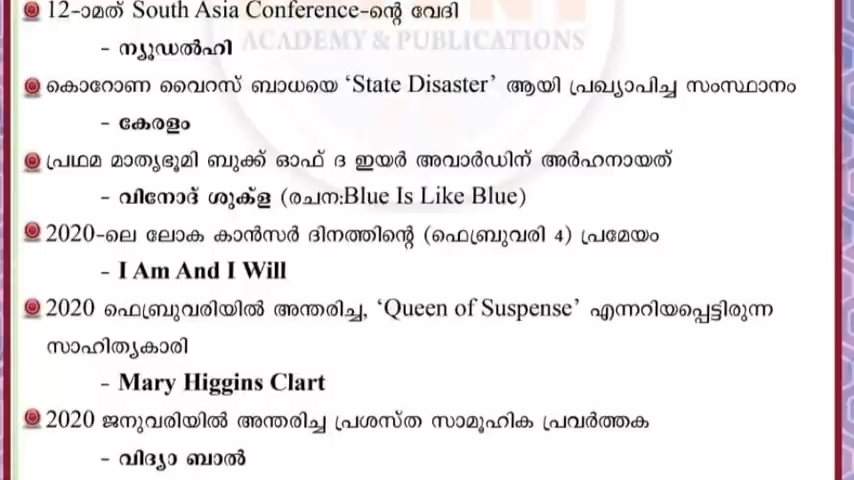 12-ാമത് South Asia Conference-ന്റെ വേദി
- ന്യൂഡൽഹി
ACADEMY & PUBLICATIONS
കൊറോണ വൈറസ് ബാധയെ ‘State Disaster’ ആയി പ്രഖ്യാപിച്ച സംസ്ഥാനം
- കേരളം
പ്രഥമ മാതൃഭൂമി ബുക്ക് ഓഫ് ദ ഇയർ അവാർഡിന് അർഹനായത്
- വിനോദ് ശുക്ള (രചന:Blue Is Like Blue)
2020-ലെ ലോക കാൻസർ ദിനത്തിന്റെ (ഫെബ്രുവരി 4) പ്രമേയം
- I Am And I Will
2020 ഫെബ്രുവരിയിൽ അന്തരിച്ച, ‘Queen of Suspense’ എന്നറിയപ്പെട്ടിരുന്ന
സാഹിത്യകാരി
- Mary Higgins Clart
2020 ജനുവരിയിൽ അന്തരിച്ച പ്രശസ്ത സാമൂഹിക പ്രവർത്തക
- വിദ്യാ ബാൽ